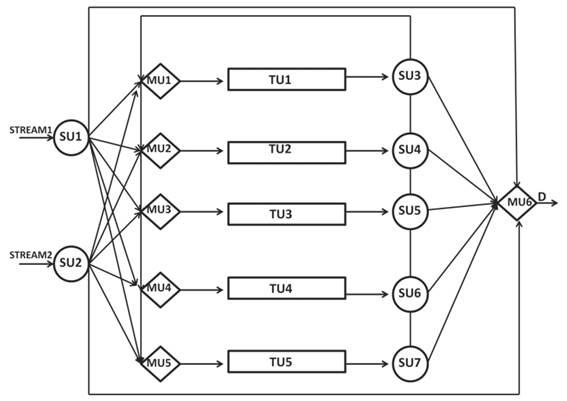 MU1 TU1 SU3
STREAM1 SU1
MU2 TU2 SU4
MU3 TU3 SU5 MU6 D
STREAM2 SU2
MU4 TU4 SU6
MU5 TU5 SU7